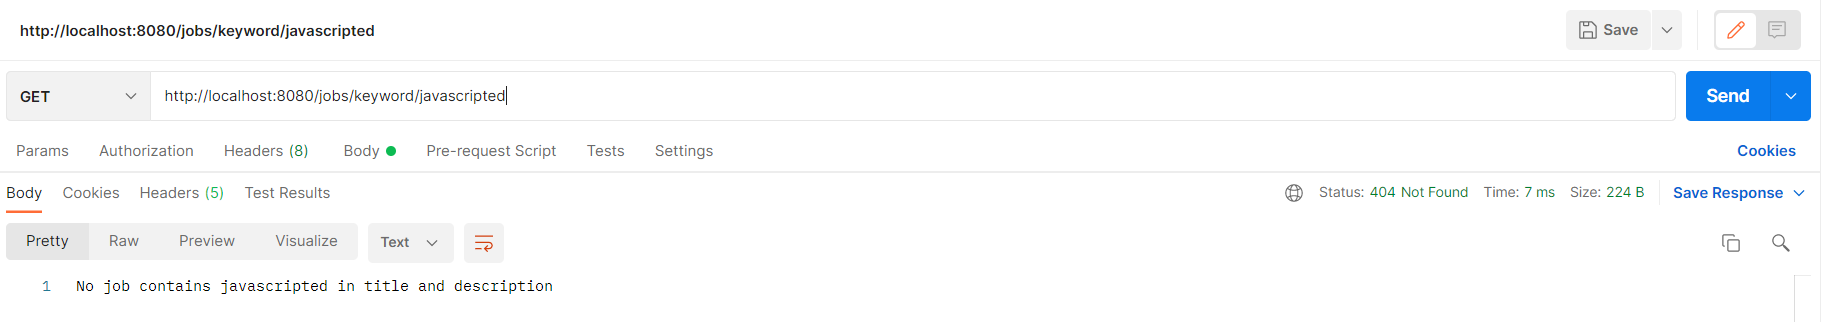 http://localhost:8080/jobs/keyword/javascripted
Save
GET http://localhost:8080/jobs/keyword/javascripted Send
Params Authorization Headers (8) Body Pre-request Script Tests Settings Cookies
Body Cookies Headers (5) Test Results Status: 404 Not Found Time: 7 ms Size: 224 B Save Response
Pretty Raw Preview Visualize Text
1 No job contains javascripted in title and description